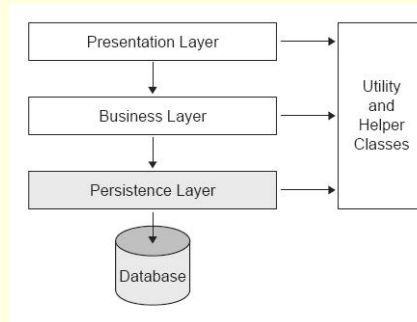 Presentation Layer
Business Layer
Persistence Layer
Database
Utility
and
Helper
Classes